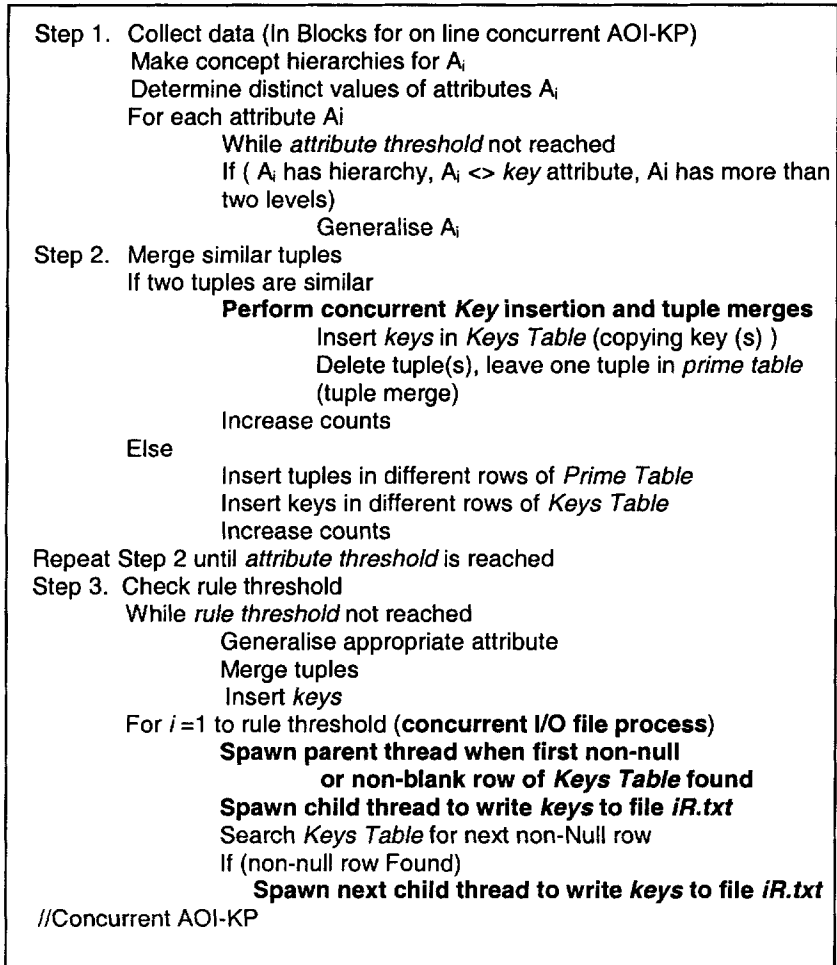 Step 1. Collect data (In Blocks for on line concurrent AOI-KP)
Make concept hierarchies for Ai
Determine distinct values of attributes Ai
For each attribute Ai
While attribute threshold not reached
If ( Ai has hierarchy, Ai <> key attribute, Ai has more than
two levels)
Generalise Ai
Step 2. Merge similar tuples
If two tuples are similar
Perform concurrent Key insertion and tuple merges
Insert keys in Keys Table (copying key (s) )
Delete tuple(s), leave one tuple in prime table
(tuple merge)
Increase counts
Else
Insert tuples in different rows of Prime Table
Insert keys in different rows of Keys Table
Increase counts
Repeat Step 2 until attribute threshold is reached
Step 3. Check rule threshold
While rule threshold not reached
Generalise appropriate attribute
Merge tuples
Insert keys
For i =1 to rule threshold (concurrent I/O file process)
Spawn parent thread when first non-null
or non-blank row of Keys Table found
Spawn child thread to write keys to file iR.txt
Search Keys Table for next non-Null row
If (non-null row Found)
Spawn next child thread to write keys to file iR.txt
//Concurrent AOI-KP